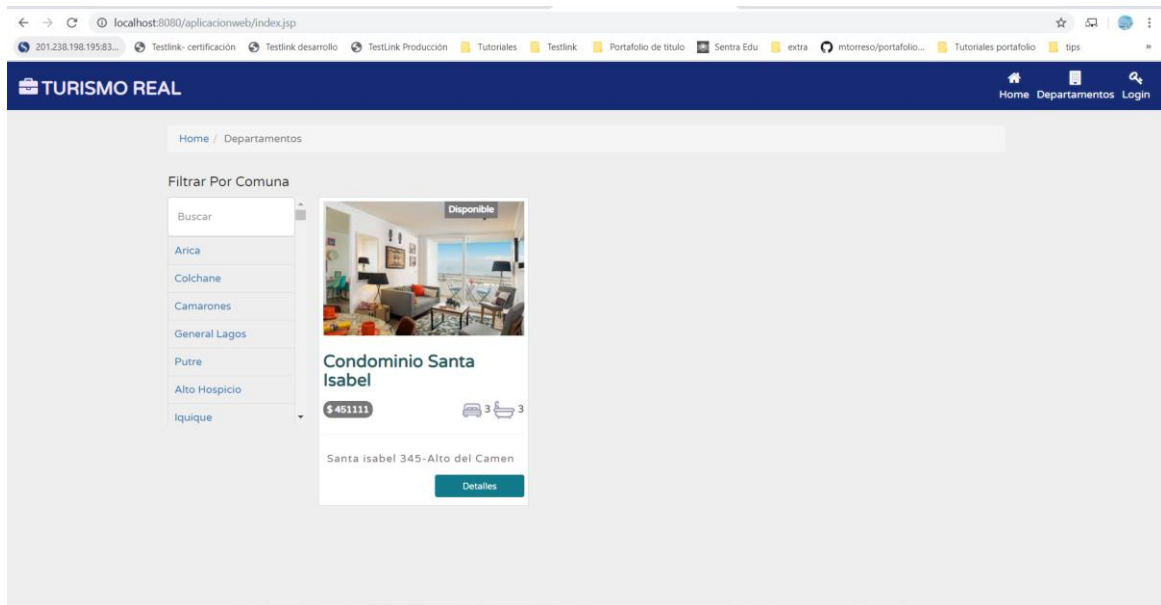 localhost:8080/aplicacionweb/index.jsp
201.238.198.195:83... Testlink- certificación Testlink desarrollo TestLink Producción Tutoriales Testlink Portafolio de titulo Sentra Edu extra mtorreso/portafolio... Tutoriales portafolio tips »
TURISMO REAL
Home Departamentos Login
Home / Departamentos
Filtrar Por Comuna
Buscar
Arica
Colchane
Camarones
General Lagos
Putre
Alto Hospicio
Iquique
Disponible
Condominio Santa
Isabel
$ 451111
3 3
Santa isabel 345-Alto del Camen
Detalles